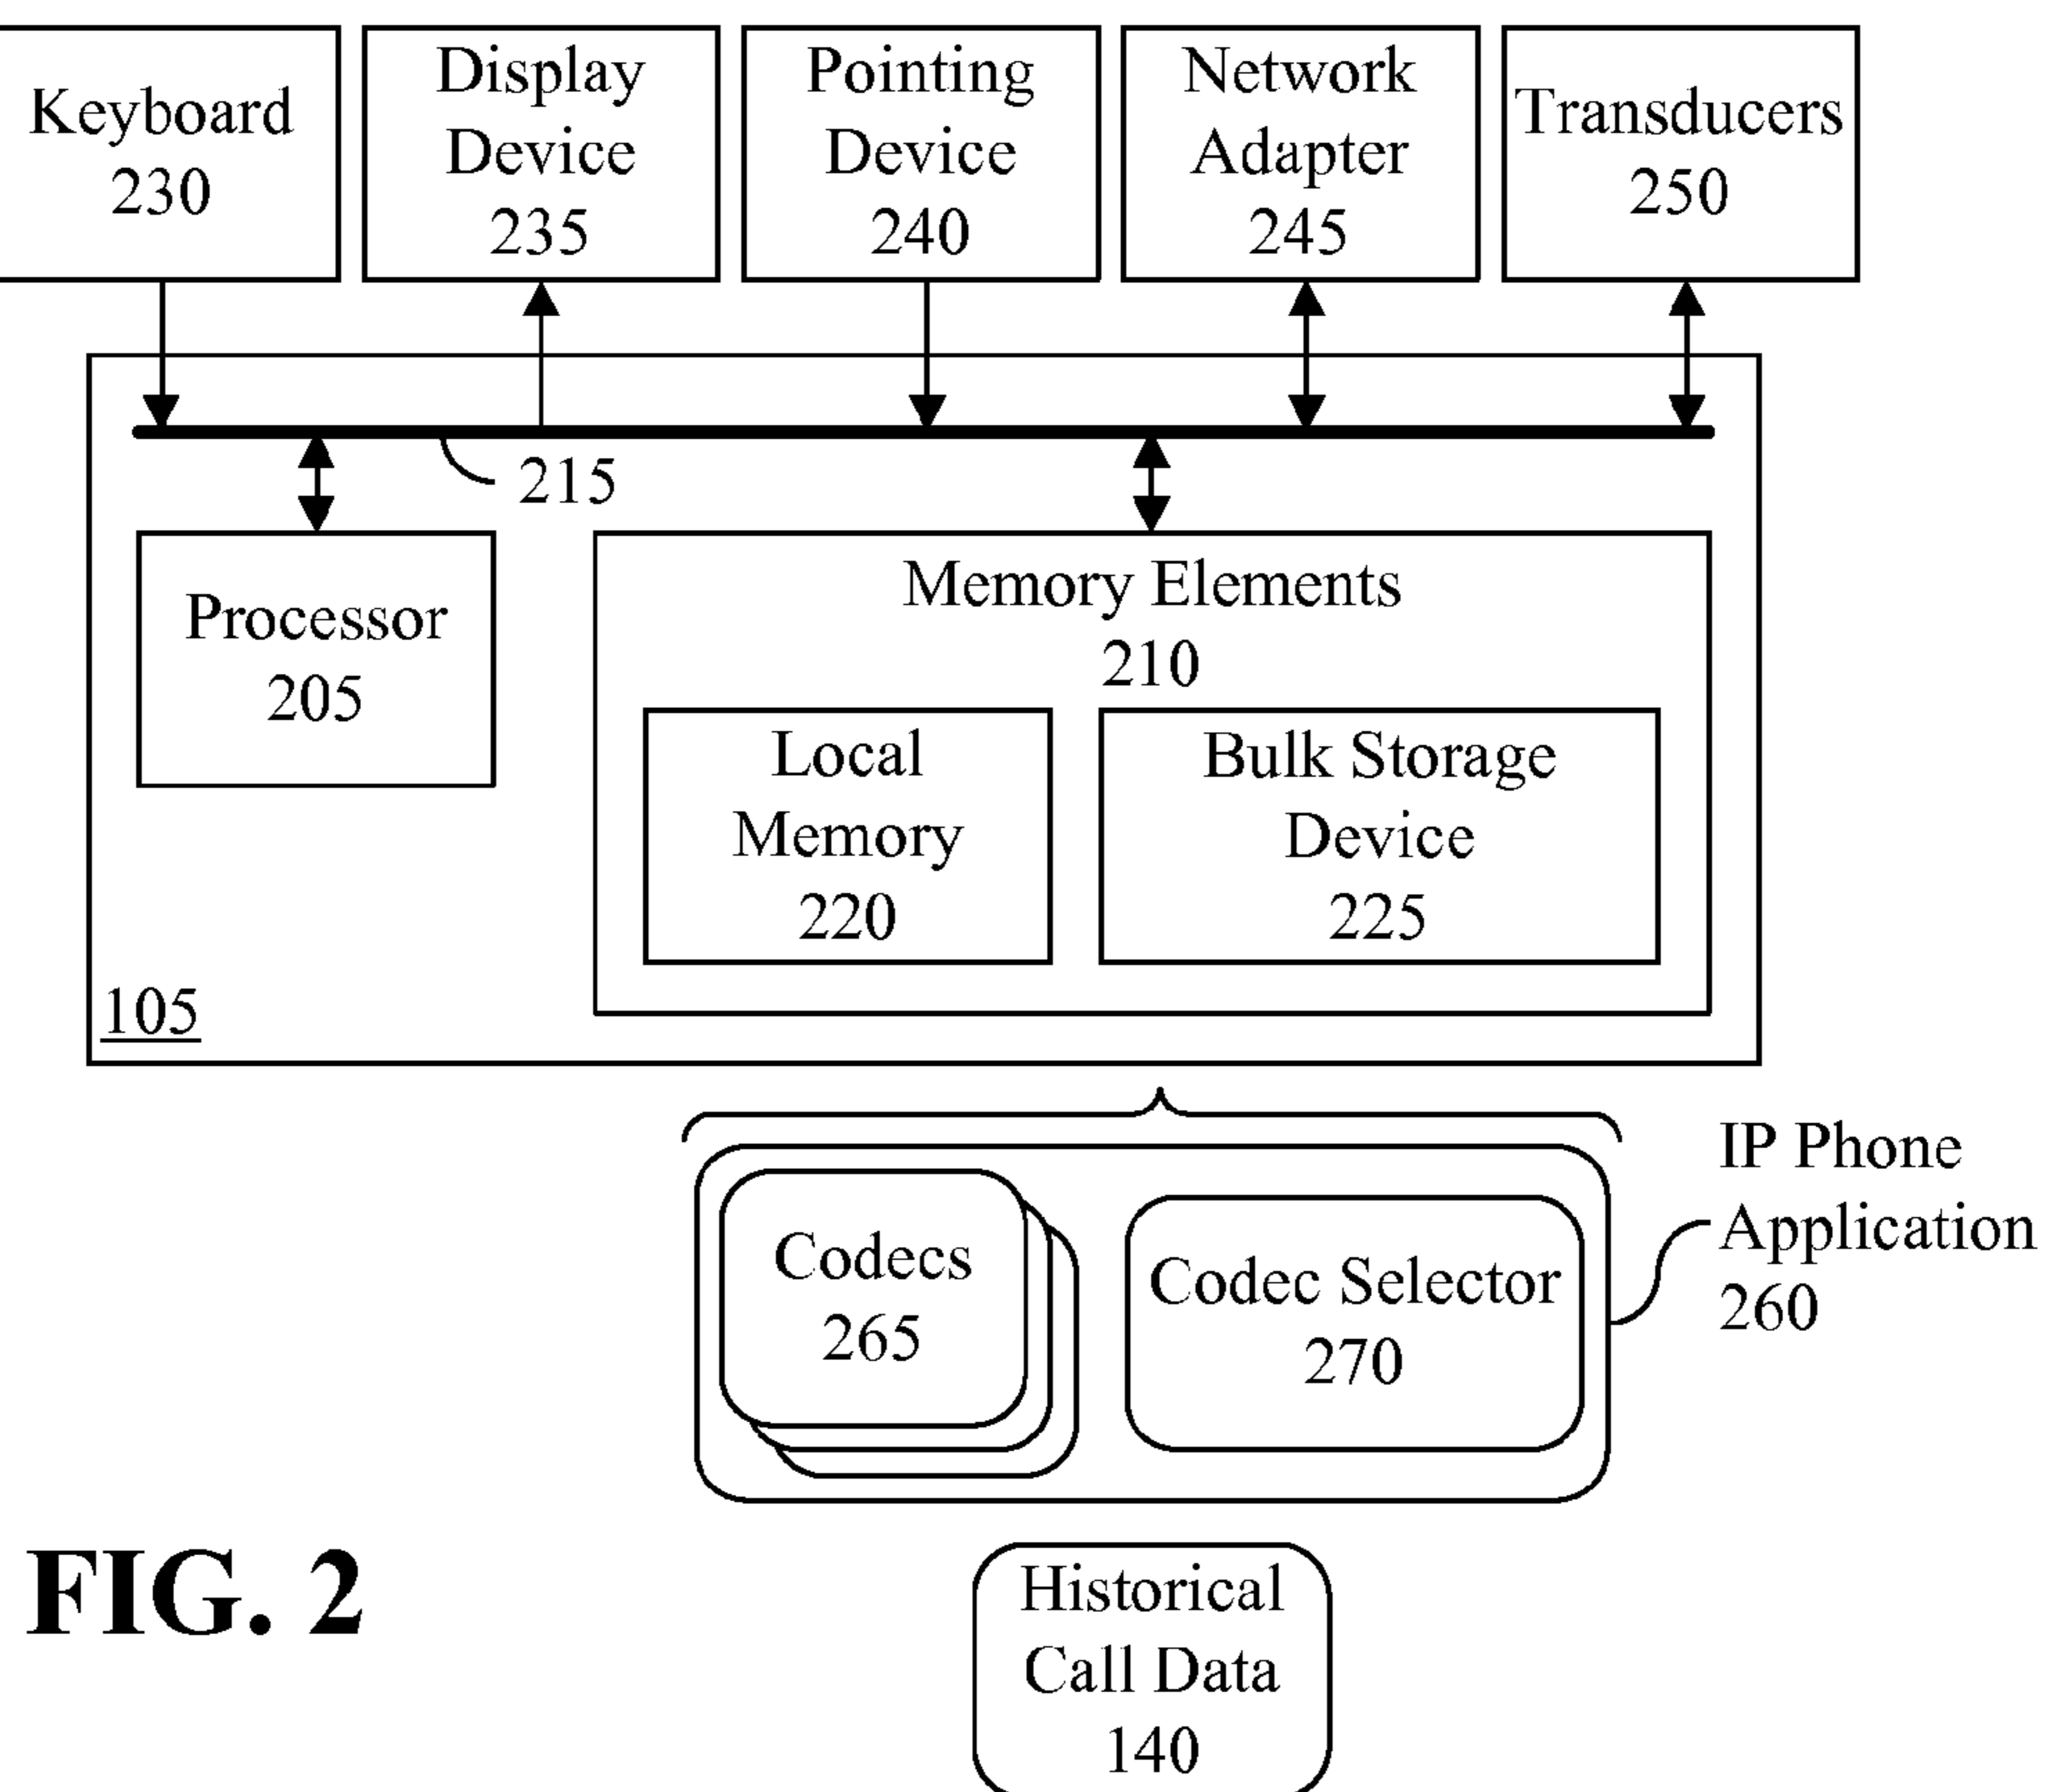 Keyboard
230
Display
Device
235
Pointing
Device
240
Network
Adapter
245
Transducers
250
215
Processor
205
Memory Elements
210
Local
Memory
220
Bulk Storage
Device
225
105
IP Phone
Application
260
Codecs
265
Codec Selector
270
FIG. 2
Historical
Call Data
140